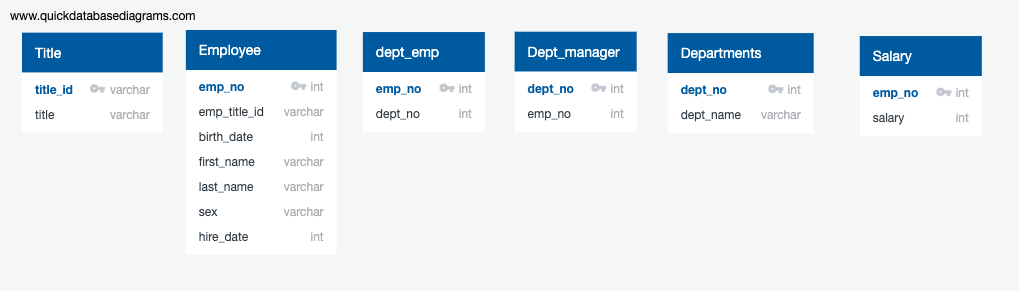 www.quickdatabasediagrams.com
Title
title_id varchar
title varchar
Employee
emp_no int
emp_title_id varchar
birth_date int
first_name varchar
last_name varchar
sex varchar
hire_date int
dept_emp
emp_no int
dept_no int
Dept_manager
dept_no int
emp_no int
Departments
dept_no int
dept_name varchar
Salary
emp_no int
salary int